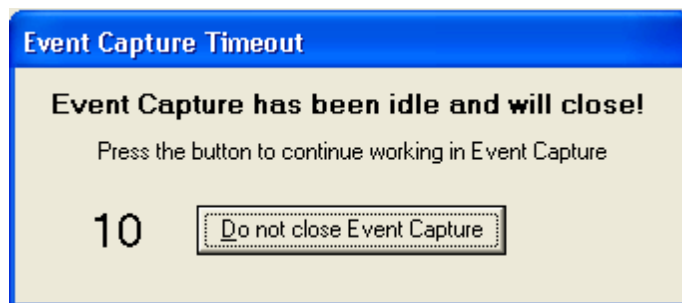 Event Capture Timeout
Event Capture has been idle and will close!
Press the button to continue working in Event Capture
10
Do not close Event Capture